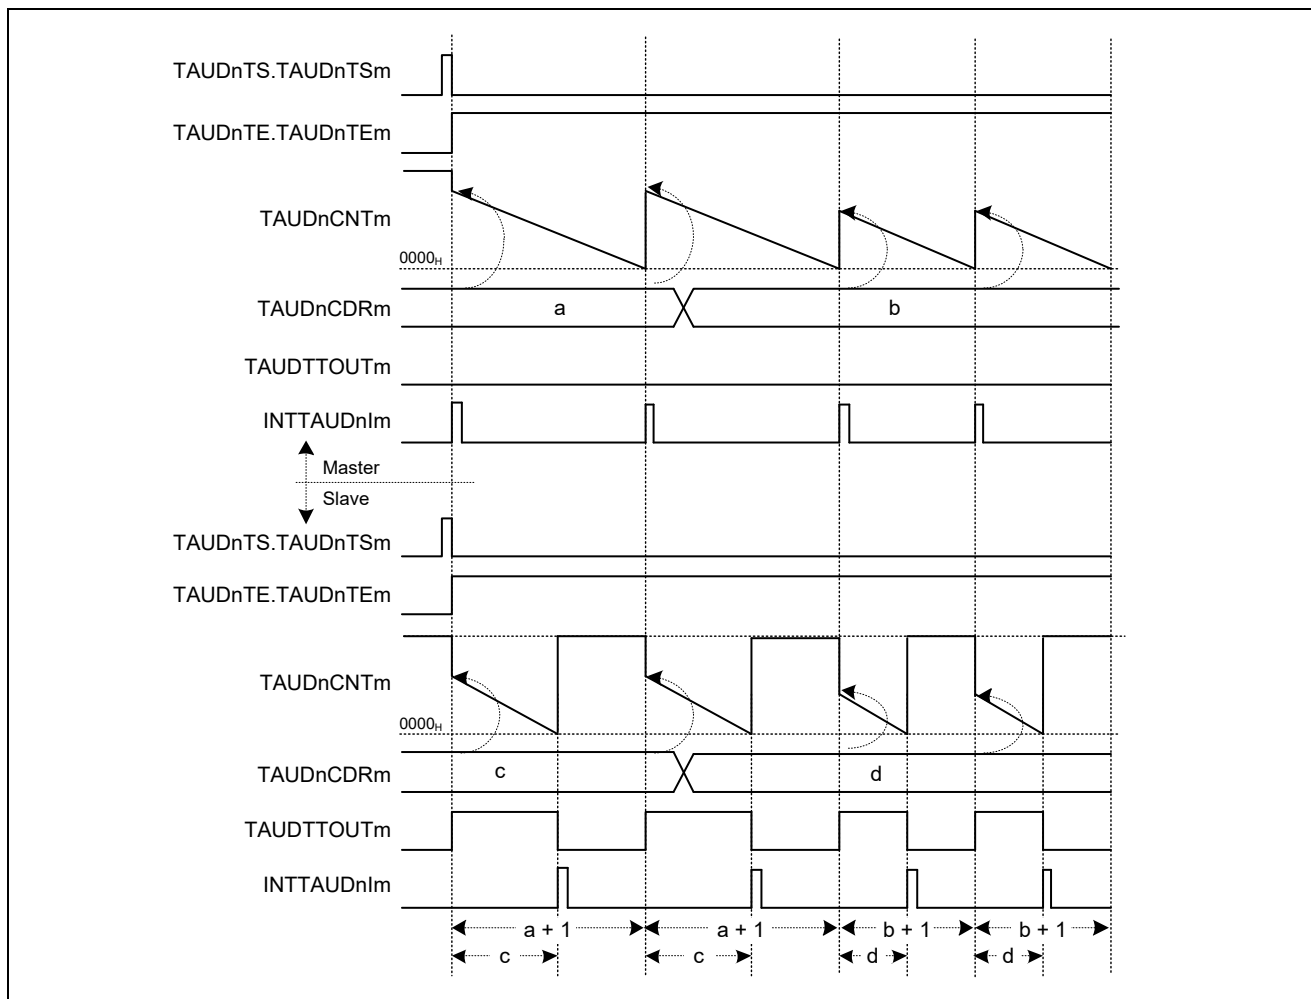 TAUDnTS.TAUDnTSm
TAUDnTE.TAUDnTEm
TAUDnCNTm
0000H
TAUDnCDRm
a
b
TAUDTTOUTm
INTTAUDnIm
Master
Slave
TAUDnTS.TAUDnTSm
TAUDnTE.TAUDnTEm
TAUDnCNTm
0000H
TAUDnCDRm
c
d
TAUDTTOUTm
INTTAUDnIm
a + 1 a + 1 b + 1 b + 1
c c d d